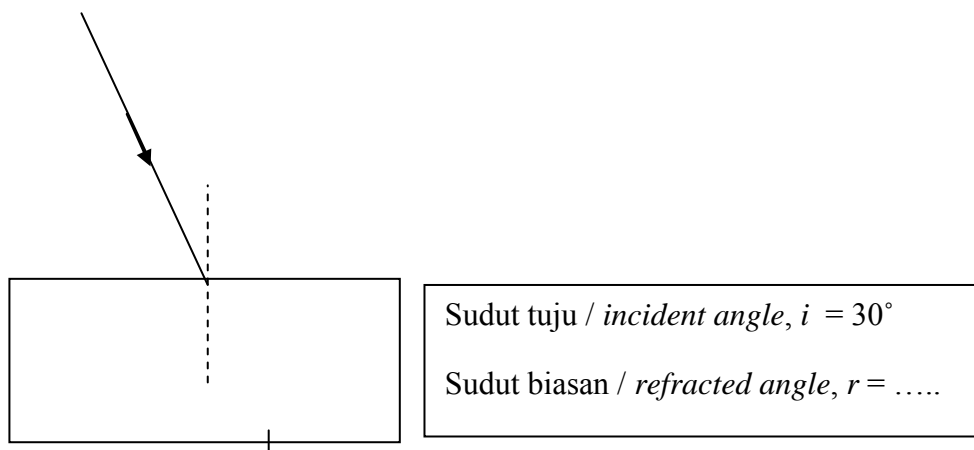 Sudut tuju / incident angle, i = 30˚
Sudut biasan / refracted angle, r = …..